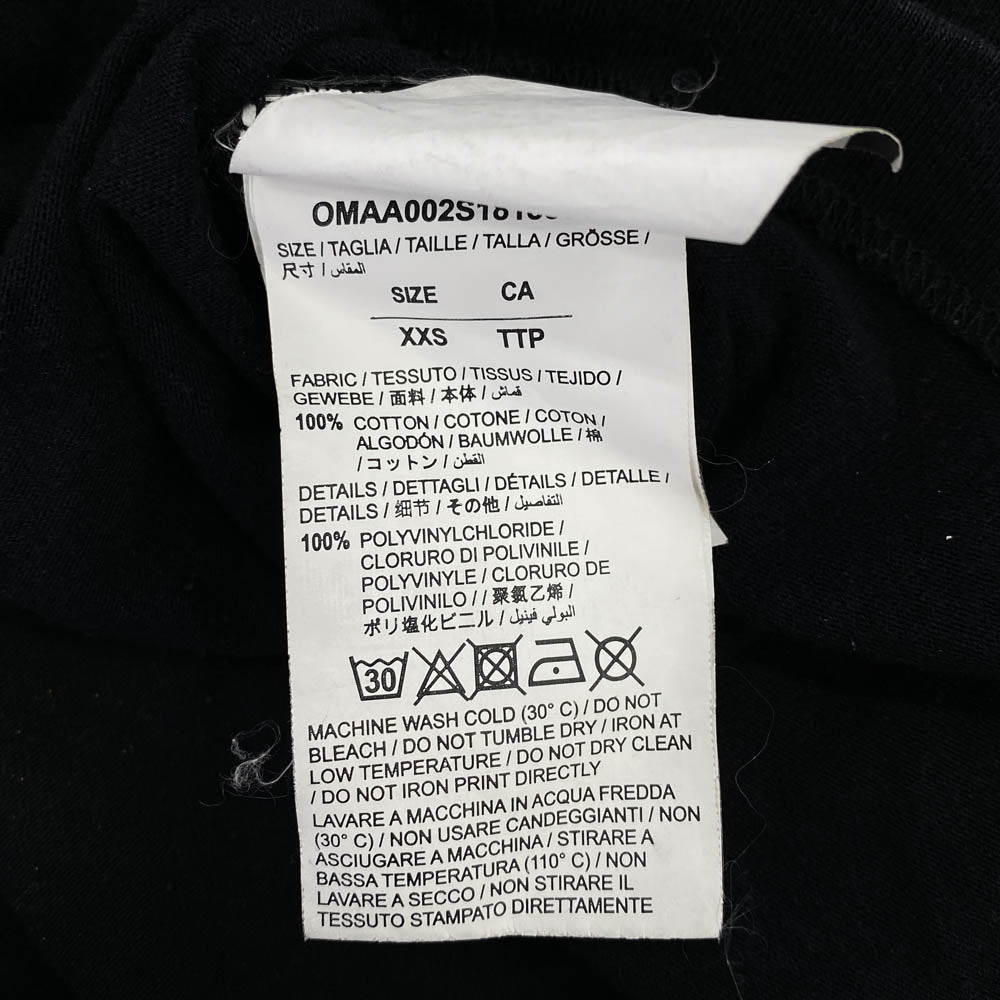 OMAA002S1818
SIZE / TAGLIA / TAILLE / TALLA / GRÖSSE /
尺寸 / المقاس
SIZE CA
XXS TTP
FABRIC / TESSUTO / TISSUS / TEJIDO /
GEWEBE / 面料 / 本体 / قماش
100% COTTON / COTONE / COTON /
ALGODÓN / BAUMWOLLE / 棉
/ コットン / القطن
DETAILS / DETTAGLI / DÉTAILS / DETALLE /
DETAILS / 细节 / その他 / التفاصيل
100% POLYVINYLCHLORIDE /
CLORURO DI POLIVINILE /
POLYVINYLE / CLORURO DE
POLIVINILO / / 聚氯乙烯 /
ポリ塩化ビニル / البولي فينيل
30
MACHINE WASH COLD (30° C) / DO NOT
BLEACH / DO NOT TUMBLE DRY / IRON AT
LOW TEMPERATURE / DO NOT DRY CLEAN
/ DO NOT IRON PRINT DIRECTLY
LAVARE A MACCHINA IN ACQUA FREDDA
(30° C) / NON USARE CANDEGGIANTI / NON
ASCIUGARE A MACCHINA / STIRARE A
BASSA TEMPERATURA (110° C) / NON
LAVARE A SECCO / NON STIRARE IL
TESSUTO STAMPATO DIRETTAMENTE